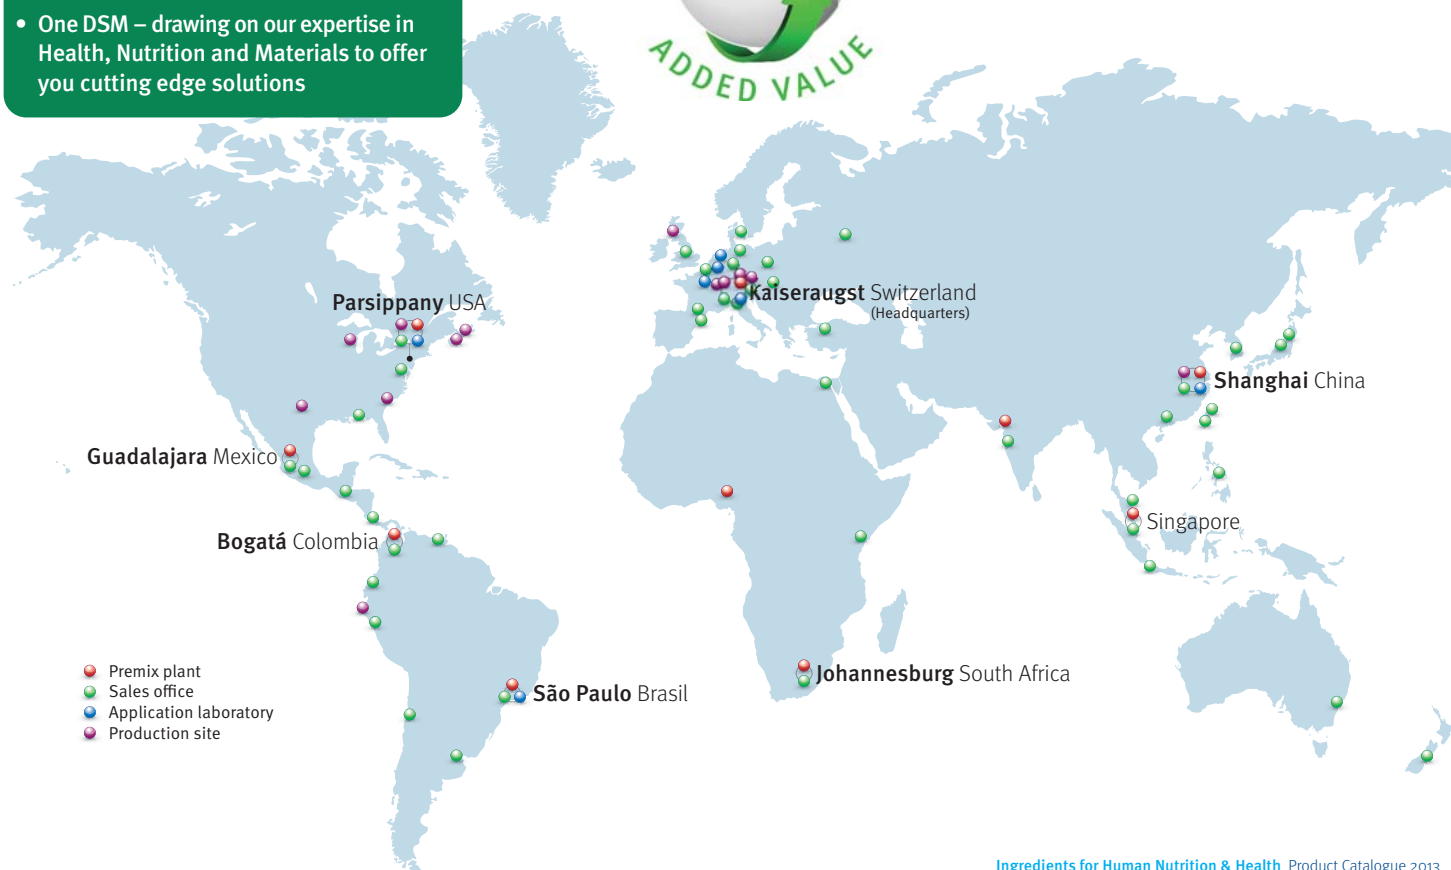 • One DSM – drawing on our expertise in
Health, Nutrition and Materials to offer
you cutting edge solutions
ADDED VALUE
Parsippany USA
Kaiseraugst Switzerland
(Headquarters)
Shanghai China
Guadalajara Mexico
Bogatá Colombia
Singapore
Johannesburg South Africa
São Paulo Brasil
Premix plant
Sales office
Application laboratory
Production site
Ingredients for Human Nutrition & Health Product Catalogue 2013